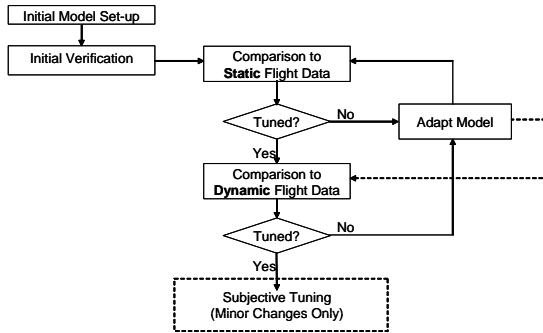 Initial Model Set-up
Initial Verification
Comparison to
Static Flight Data
Tuned?
No
Adapt Model
Yes
Comparison to
Dynamic Flight Data
Tuned?
No
Yes
Subjective Tuning
(Minor Changes Only)